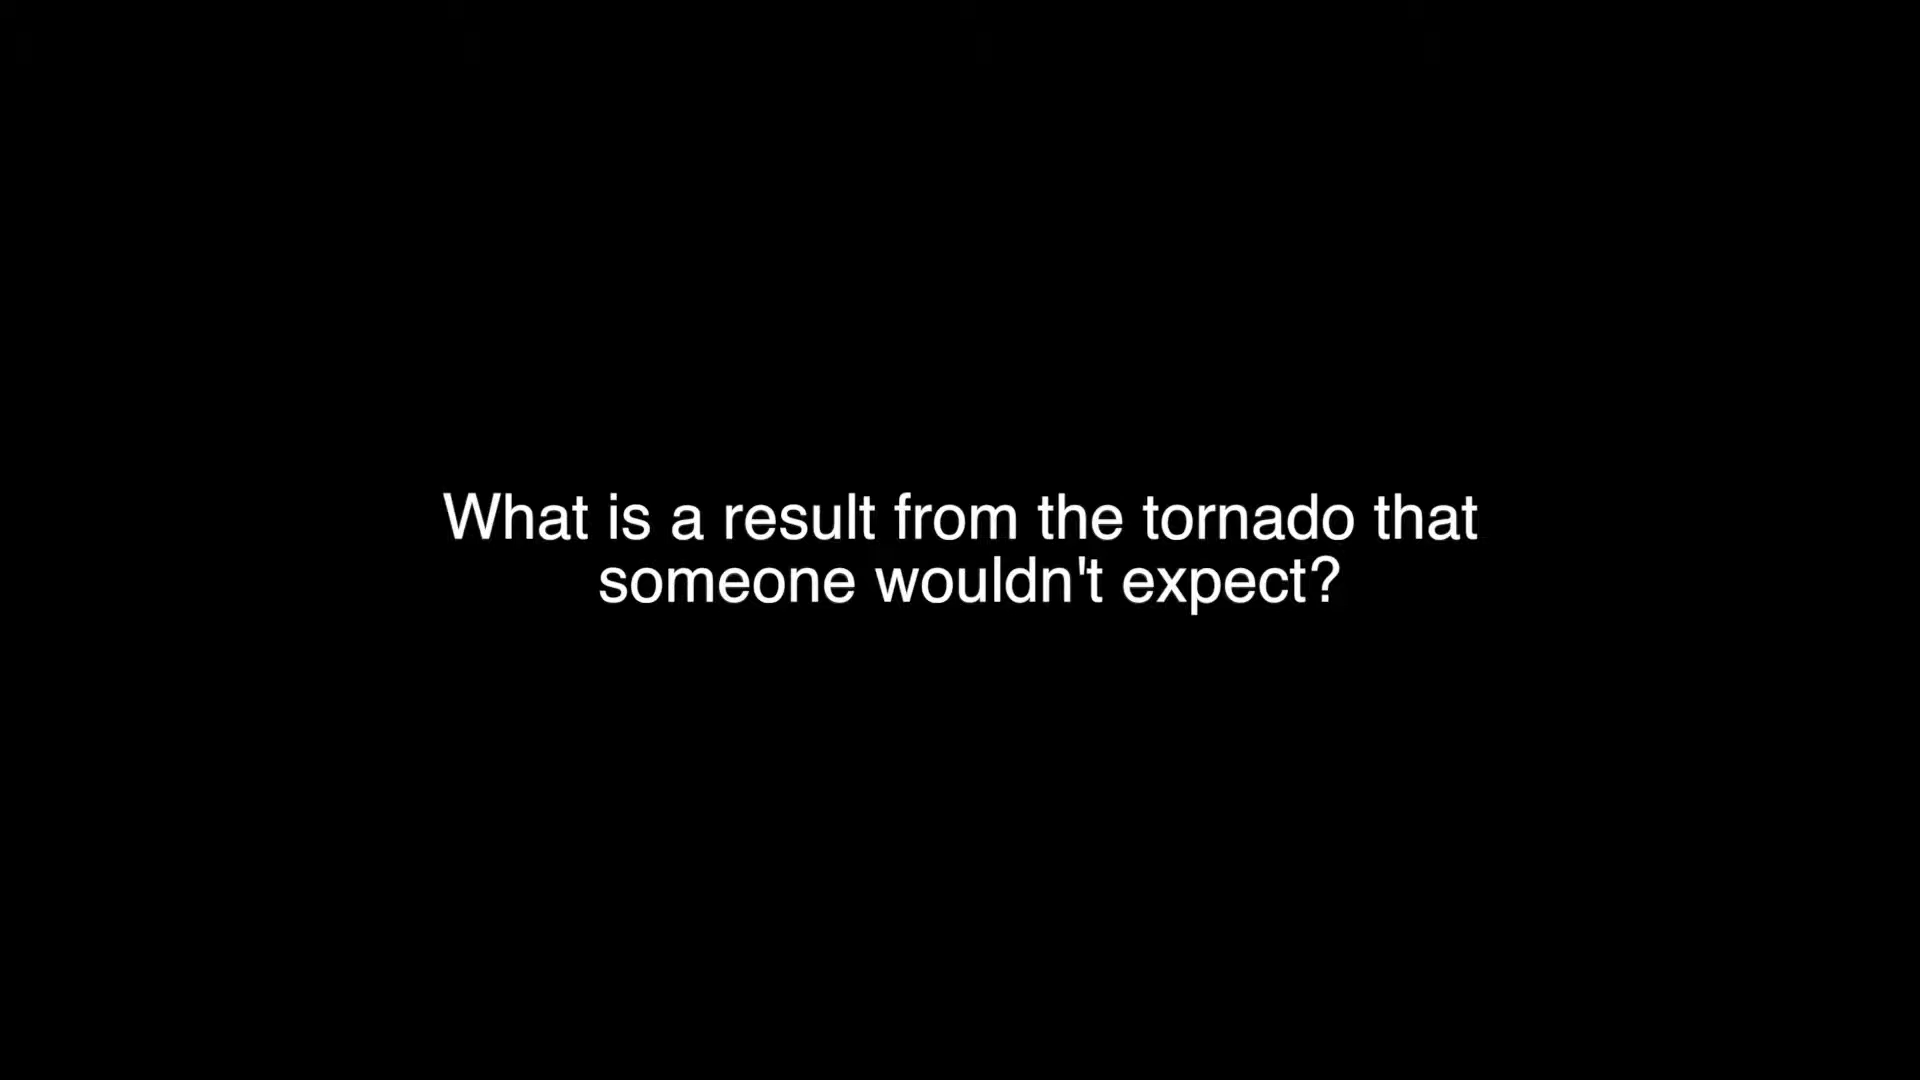 What is a result from the tornado that
someone wouldn't expect?